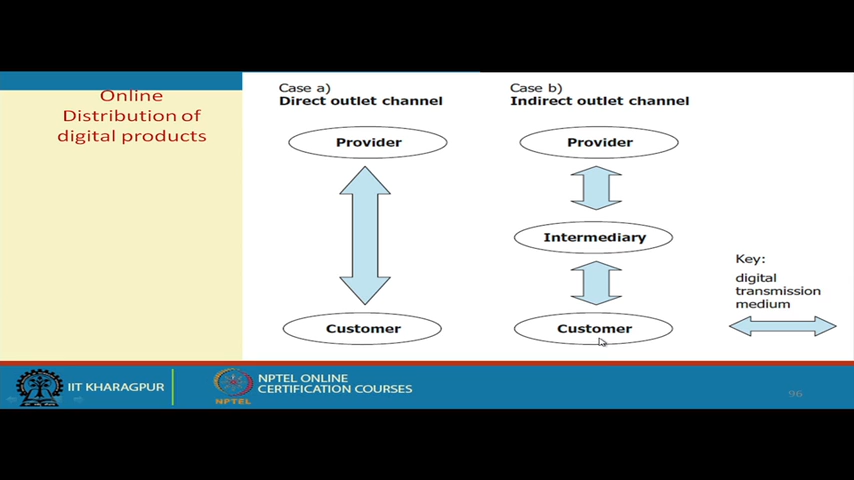 Online
Distribution of
digital products
Case a)
Direct outlet channel
Provider
Customer
Case b)
Indirect outlet channel
Provider
Intermediary
Customer
Key:
digital
transmission
medium
IIT KHARAGPUR
NPTEL
NPTEL ONLINE
CERTIFICATION COURSES
96